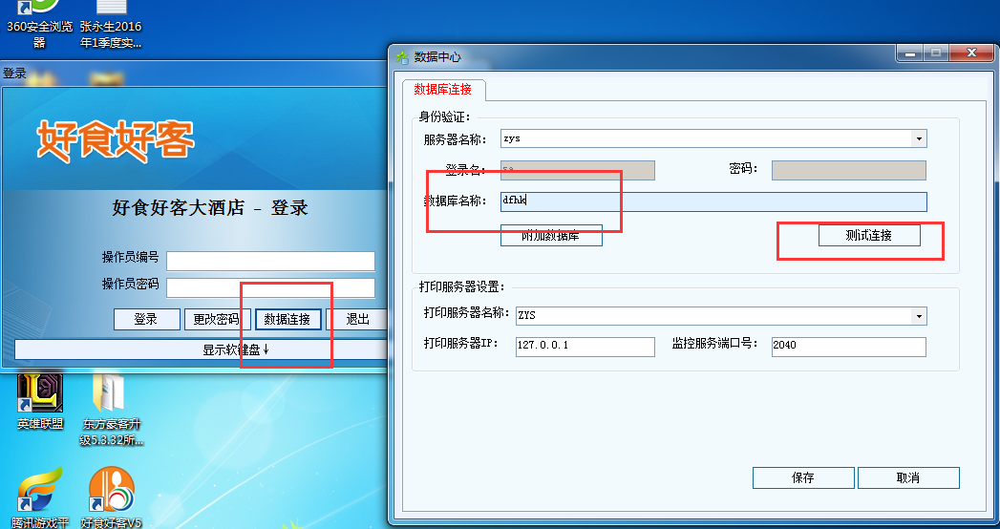 360安全浏览
器
张永生2016
年1季度实...
登录
好食好客
好食好客大酒店 - 登录
操作员编号
操作员密码
登录
更改密码
数据连接
退出
显示软键盘↓
英雄联盟
东方豪客升
级5.3.32所...
腾讯游戏平
好食好客V5
数据中心
数据库连接
身份验证:
服务器名称:
zys
登录名:
sa
密码:
数据库名称:
dfhk
附加数据库
测试连接
打印服务器设置:
打印服务器名称:
ZYS
打印服务器IP:
127.0.0.1
监控服务端口号:
2040
保存
取消